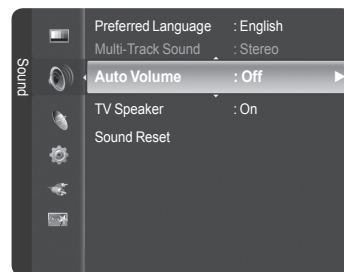 Sound
Preferred Language : English
Multi-Track Sound : Stereo
Auto Volume : Off
TV Speaker : On
Sound Reset